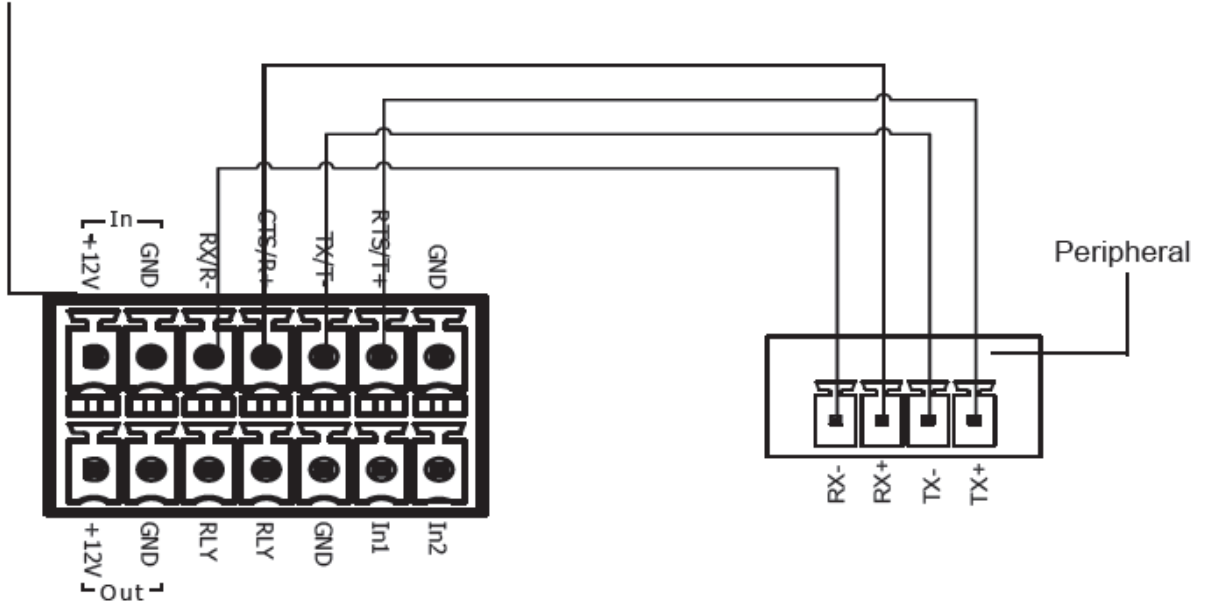 In
+12V
GND
RX/R-
CTS/R+
TX/T-
RTS/T+
GND
Peripheral
RX-
RX+
TX-
TX+
+12V
GND
RLY
RLY
GND
In1
In2
Out